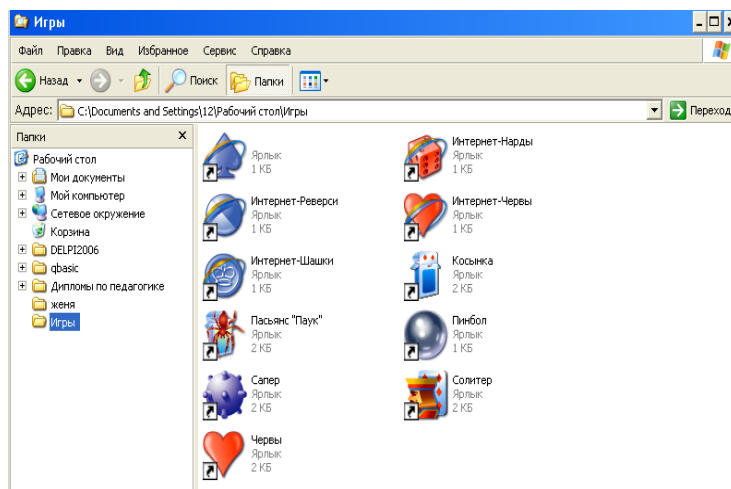 Игры
Файл Правка Вид Избранное Сервис Справка
Назад Поиск Папки
Адрес: C:\Documents and Settings\12\Рабочий стол\Игры Переход
Папки X
Рабочий стол
Мои документы
Мой компьютер
Сетевое окружение
Корзина
DELPI2006
qbasic
Дипломы по педагогике
женя
Игры
Ярлык
1 КБ
Интернет-Нарды
Ярлык
1 КБ
Интернет-Реверси
Ярлык
1 КБ
Интернет-Червы
Ярлык
1 КБ
Интернет-Шашки
Ярлык
1 КБ
Косынка
Ярлык
2 КБ
Пасьянс "Паук"
Ярлык
2 КБ
Пинбол
Ярлык
1 КБ
Сапер
Ярлык
2 КБ
Солитер
Ярлык
2 КБ
Червы
Ярлык
2 КБ